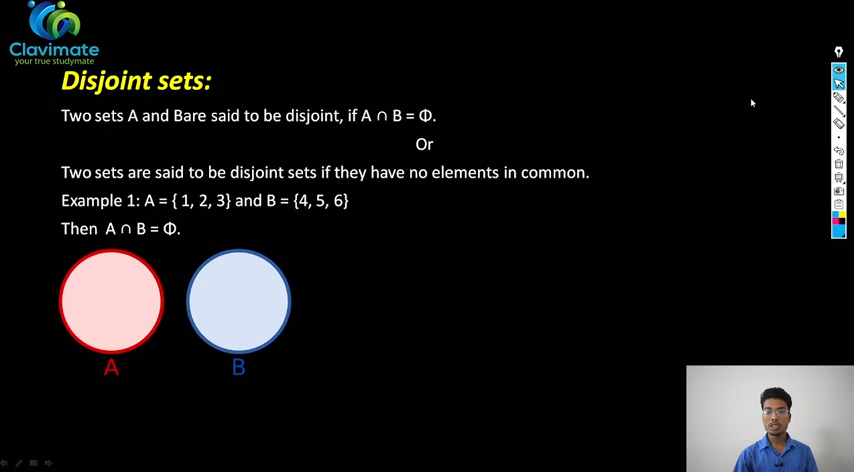 Clavimate
your true studymate
Disjoint sets:
Two sets A and Bare said to be disjoint, if A ∩ B = Φ.
Or
Two sets are said to be disjoint sets if they have no elements in common.
Example 1: A = { 1, 2, 3} and B = {4, 5, 6}
Then A ∩ B = Φ.
A
B